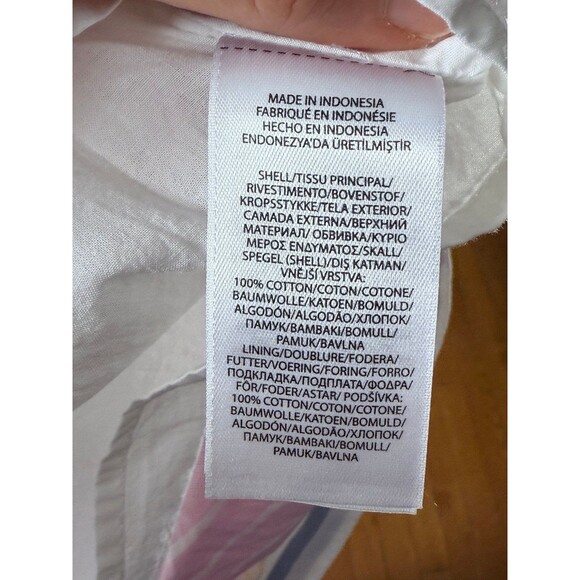 MADE IN INDONESIA
FABRIQUÉ EN INDONÉSIE
HECHO EN INDONESIA
ENDONEZYA'DA ÜRETİLMİŞTİR
SHELL/TISSU PRINCIPAL/
RIVESTIMENTO/BOVENSTOF/
KROPSSTYKKE/TELA EXTERIOR/
CAMADA EXTERNA/ВЕРХНИЙ
МАТЕРИАЛ/ ОБВИВКА/ΚΥΡΙΟ
ΜΕΡΟΣ ΕΝΔΥΜΑΤΟΣ/SKALL/
SPEGEL (SHELL)/DIŞ KATMAN/
VNĚJŠÍ VRSTVA:
100% COTTON/COTON/COTONE/
BAUMWOLLE/KATOEN/BOMULD/
ALGODÓN/ALGODÃO/ХЛОПОК/
ПАМУК/ΒΑΜΒΑΚΙ/BOMULL/
PAMUK/BAVLNA
LINING/DOUBLURE/FODERA/
FUTTER/VOERING/FORING/FORRO/
ПОДКЛАДКА/ПОДПЛАТА/ΦΟΔΡΑ/
FÔR/FODER/ASTAR/ PODŠÍVKA:
100% COTTON/COTON/COTONE/
BAUMWOLLE/KATOEN/BOMULD/
ALGODÓN/ALGODÃO/ХЛОПОК/
ПАМУК/ΒΑΜΒΑΚΙ/BOMULL/
PAMUK/BAVLNA